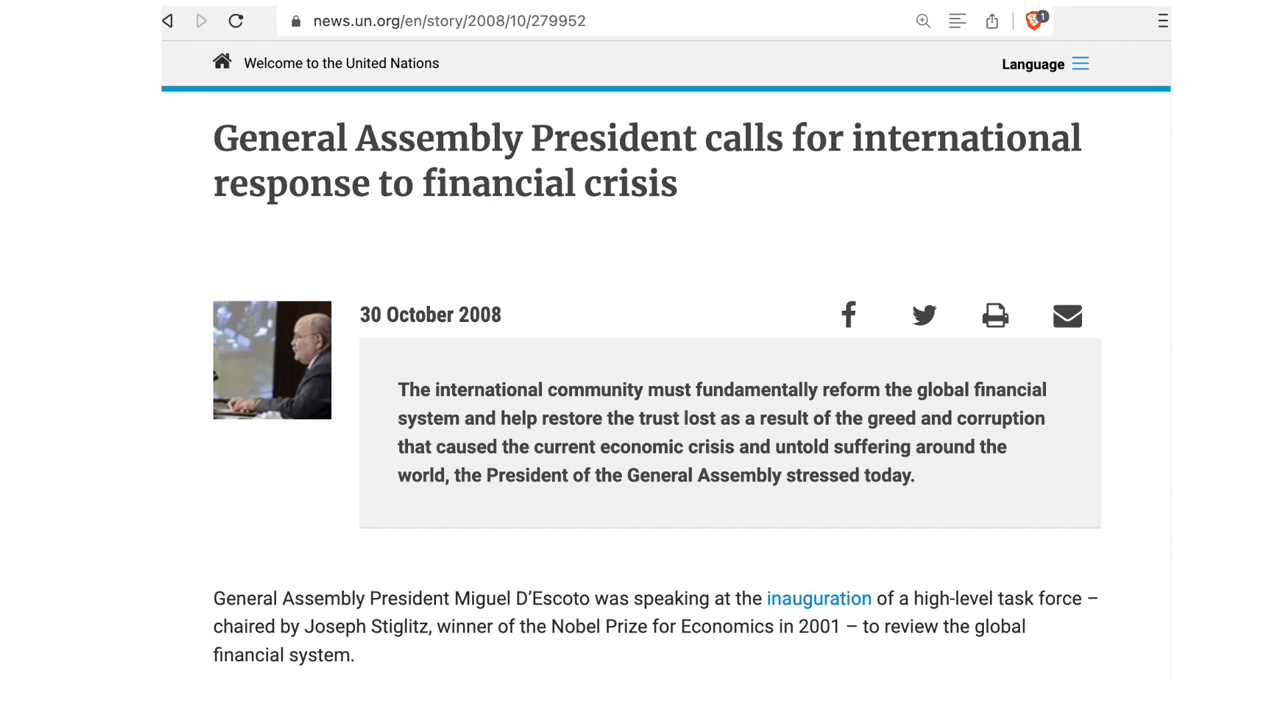 news.un.org/en/story/2008/10/279952
1
Welcome to the United Nations
Language
General Assembly President calls for international
response to financial crisis
30 October 2008
The international community must fundamentally reform the global financial
system and help restore the trust lost as a result of the greed and corruption
that caused the current economic crisis and untold suffering around the
world, the President of the General Assembly stressed today.
General Assembly President Miguel D’Escoto was speaking at the inauguration of a high-level task force –
chaired by Joseph Stiglitz, winner of the Nobel Prize for Economics in 2001 – to review the global
financial system.